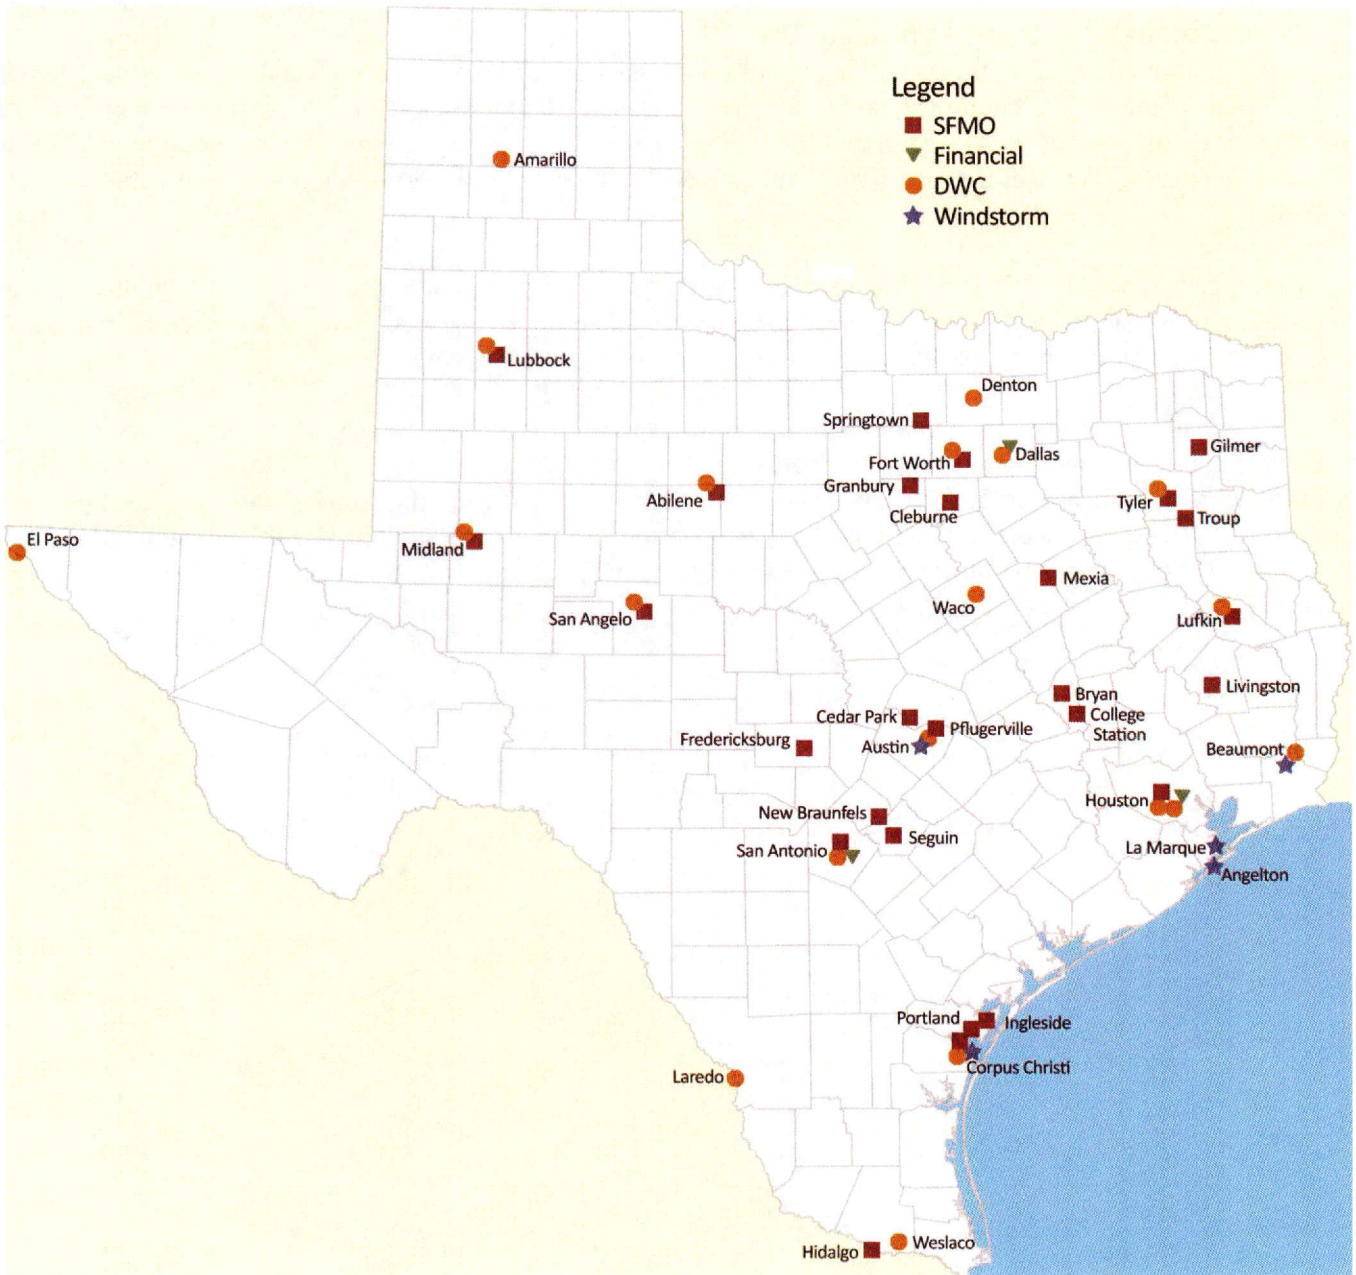 Legend
SFMO
Financial
DWC
Windstorm
Amarillo
Lubbock
Denton
Springtown
Gilmer
Fort Worth
Dallas
Granbury
Abilene
Tyler
Cleburne
Troup
El Paso
Midland
Mexia
Waco
San Angelo
Lufkin
Livingston
Bryan
Cedar Park
College
Station
Pflugerville
Fredericksburg
Austin
Beaumont
Houston
New Braunfels
Seguin
San Antonio
La Marque
Angelton
Portland
Ingleside
Corpus Christi
Laredo
Weslaco
Hidalgo